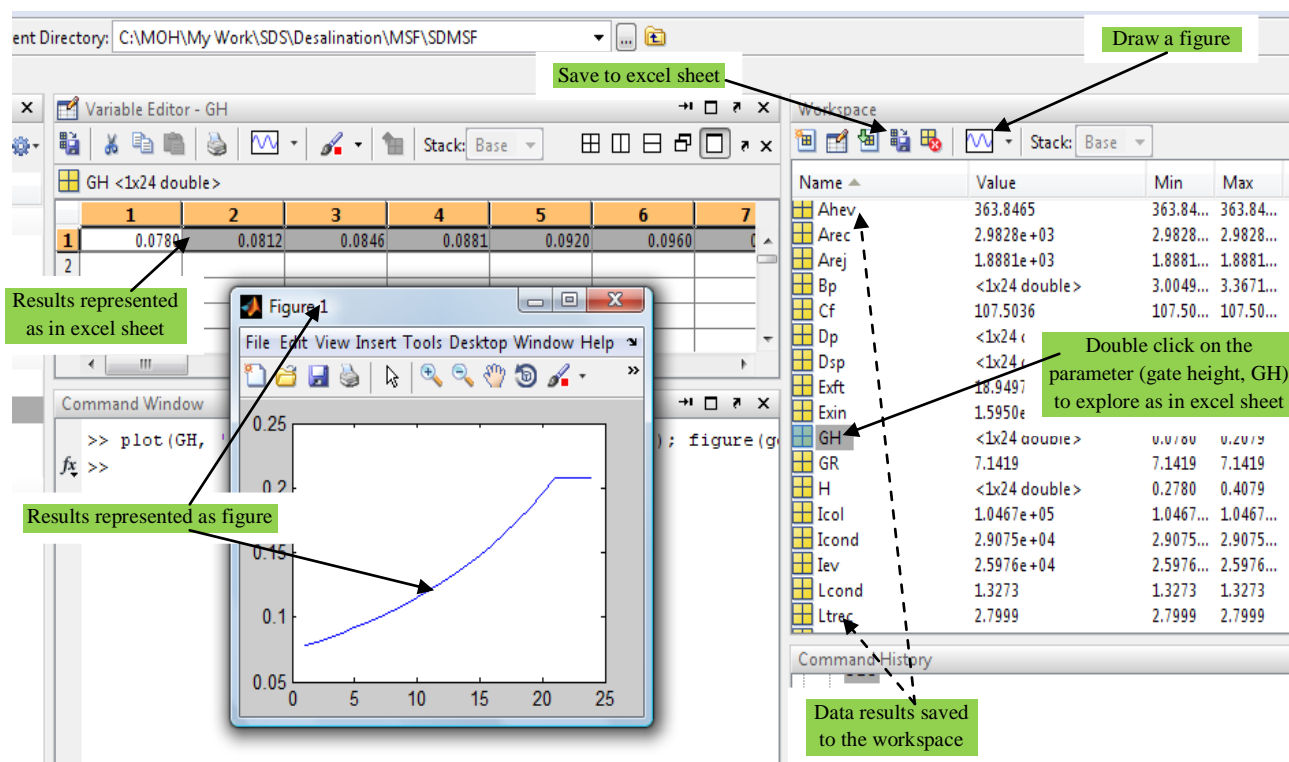 ent Directory: C:\MOH\My Work\SDS\Desalination\MSF\SDMSF
Draw a figure
Save to excel sheet
Variable Editor - GH
Stack: Base
GH <1x24 double>
1 2 3 4 5 6 7
1 0.0780 0.0812 0.0846 0.0881 0.0920 0.0960
2
Results represented
as in excel sheet
Figure 1
File Edit View Insert Tools Desktop Window Help
Command Window
>> plot(GH, ); figure(g
fx >>
Results represented as figure
0.25
0.2
0.15
0.1
0.05
0 5 10 15 20 25
Workspace
Stack: Base
Name Value Min Max
Ahev 363.8465 363.84... 363.84...
Arec 2.9828e+03 2.9828... 2.9828...
Arej 1.8881e+03 1.8881... 1.8881...
Bp <1x24 double> 3.0049... 3.3671...
Cf 107.5036 107.50... 107.50...
Dp <1x24
Dsp <1x24
Exft 18.9497
Exin 1.5950e
GH <1x24 double> 0.0780 0.2079
GR 7.1419 7.1419 7.1419
H <1x24 double> 0.2780 0.4079
Icol 1.0467e+05 1.0467... 1.0467...
Icond 2.9075e+04 2.9075... 2.9075...
Iev 2.5976e+04 2.5976... 2.5976...
Lcond 1.3273 1.3273 1.3273
Ltrec 2.7999 2.7999 2.7999
Double click on the
parameter (gate height, GH)
to explore as in excel sheet
Command History
Data results saved
to the workspace